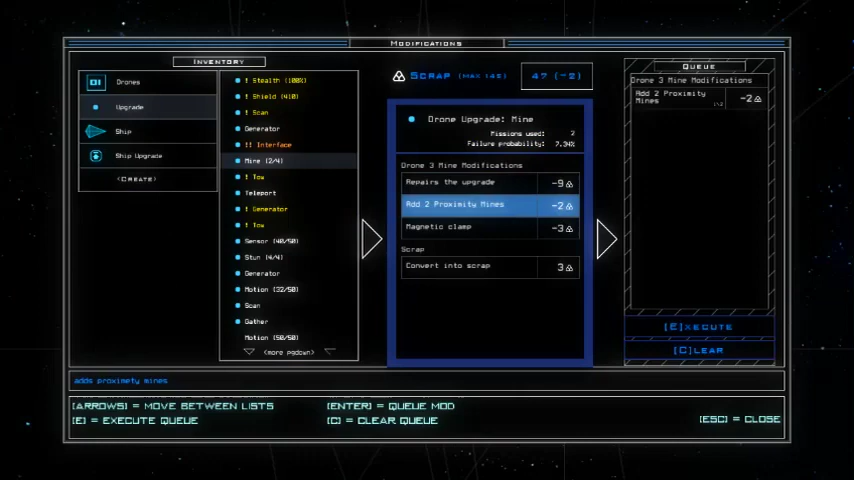 Modifications
Inventory
Drones
Upgrade
Ship
Ship Upgrade
<Create>
! Stealth (100%)
! Shield (410)
! Scan
Generator
!! Interface
Mine (2/4)
! Tow
Teleport
! Generator
! Tow
Sensor (40/50)
Stun (4/4)
Generator
Motion (32/50)
Scan
Gather
Motion (50/50)
<more pgdown>
Scrap (max 148)
47 (-2)
Drone Upgrade: Mine
Missions used: 2
Failure probability: 7.34%
Drone 3 Mine Modifications
Repairs the upgrade -9
Add 2 Proximity Mines -2
Magnetic clamp -3
Scrap
Convert into scrap 3
Queue
Drone 3 Mine Modifications
Add 2 Proximity
Mines -2
[E]xecute
[C]lear
adds proximety mines
[ARROWS] = MOVE BETWEEN LISTS [ENTER] = QUEUE MOD
[E] = EXECUTE QUEUE [C] = CLEAR QUEUE [ESC] = CLOSE